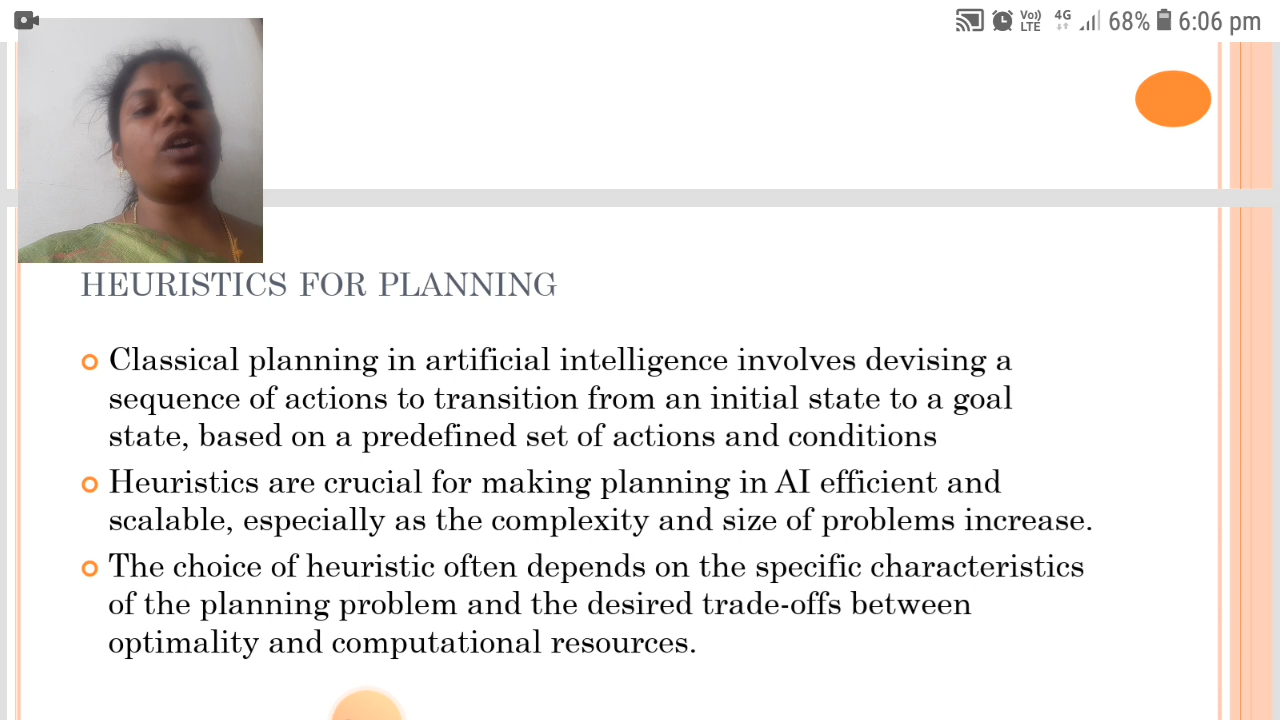 Vo)) LTE 4G 68% 6:06 pm
HEURISTICS FOR PLANNING
Classical planning in artificial intelligence involves devising a
sequence of actions to transition from an initial state to a goal
state, based on a predefined set of actions and conditions
Heuristics are crucial for making planning in AI efficient and
scalable, especially as the complexity and size of problems increase.
The choice of heuristic often depends on the specific characteristics
of the planning problem and the desired trade-offs between
optimality and computational resources.